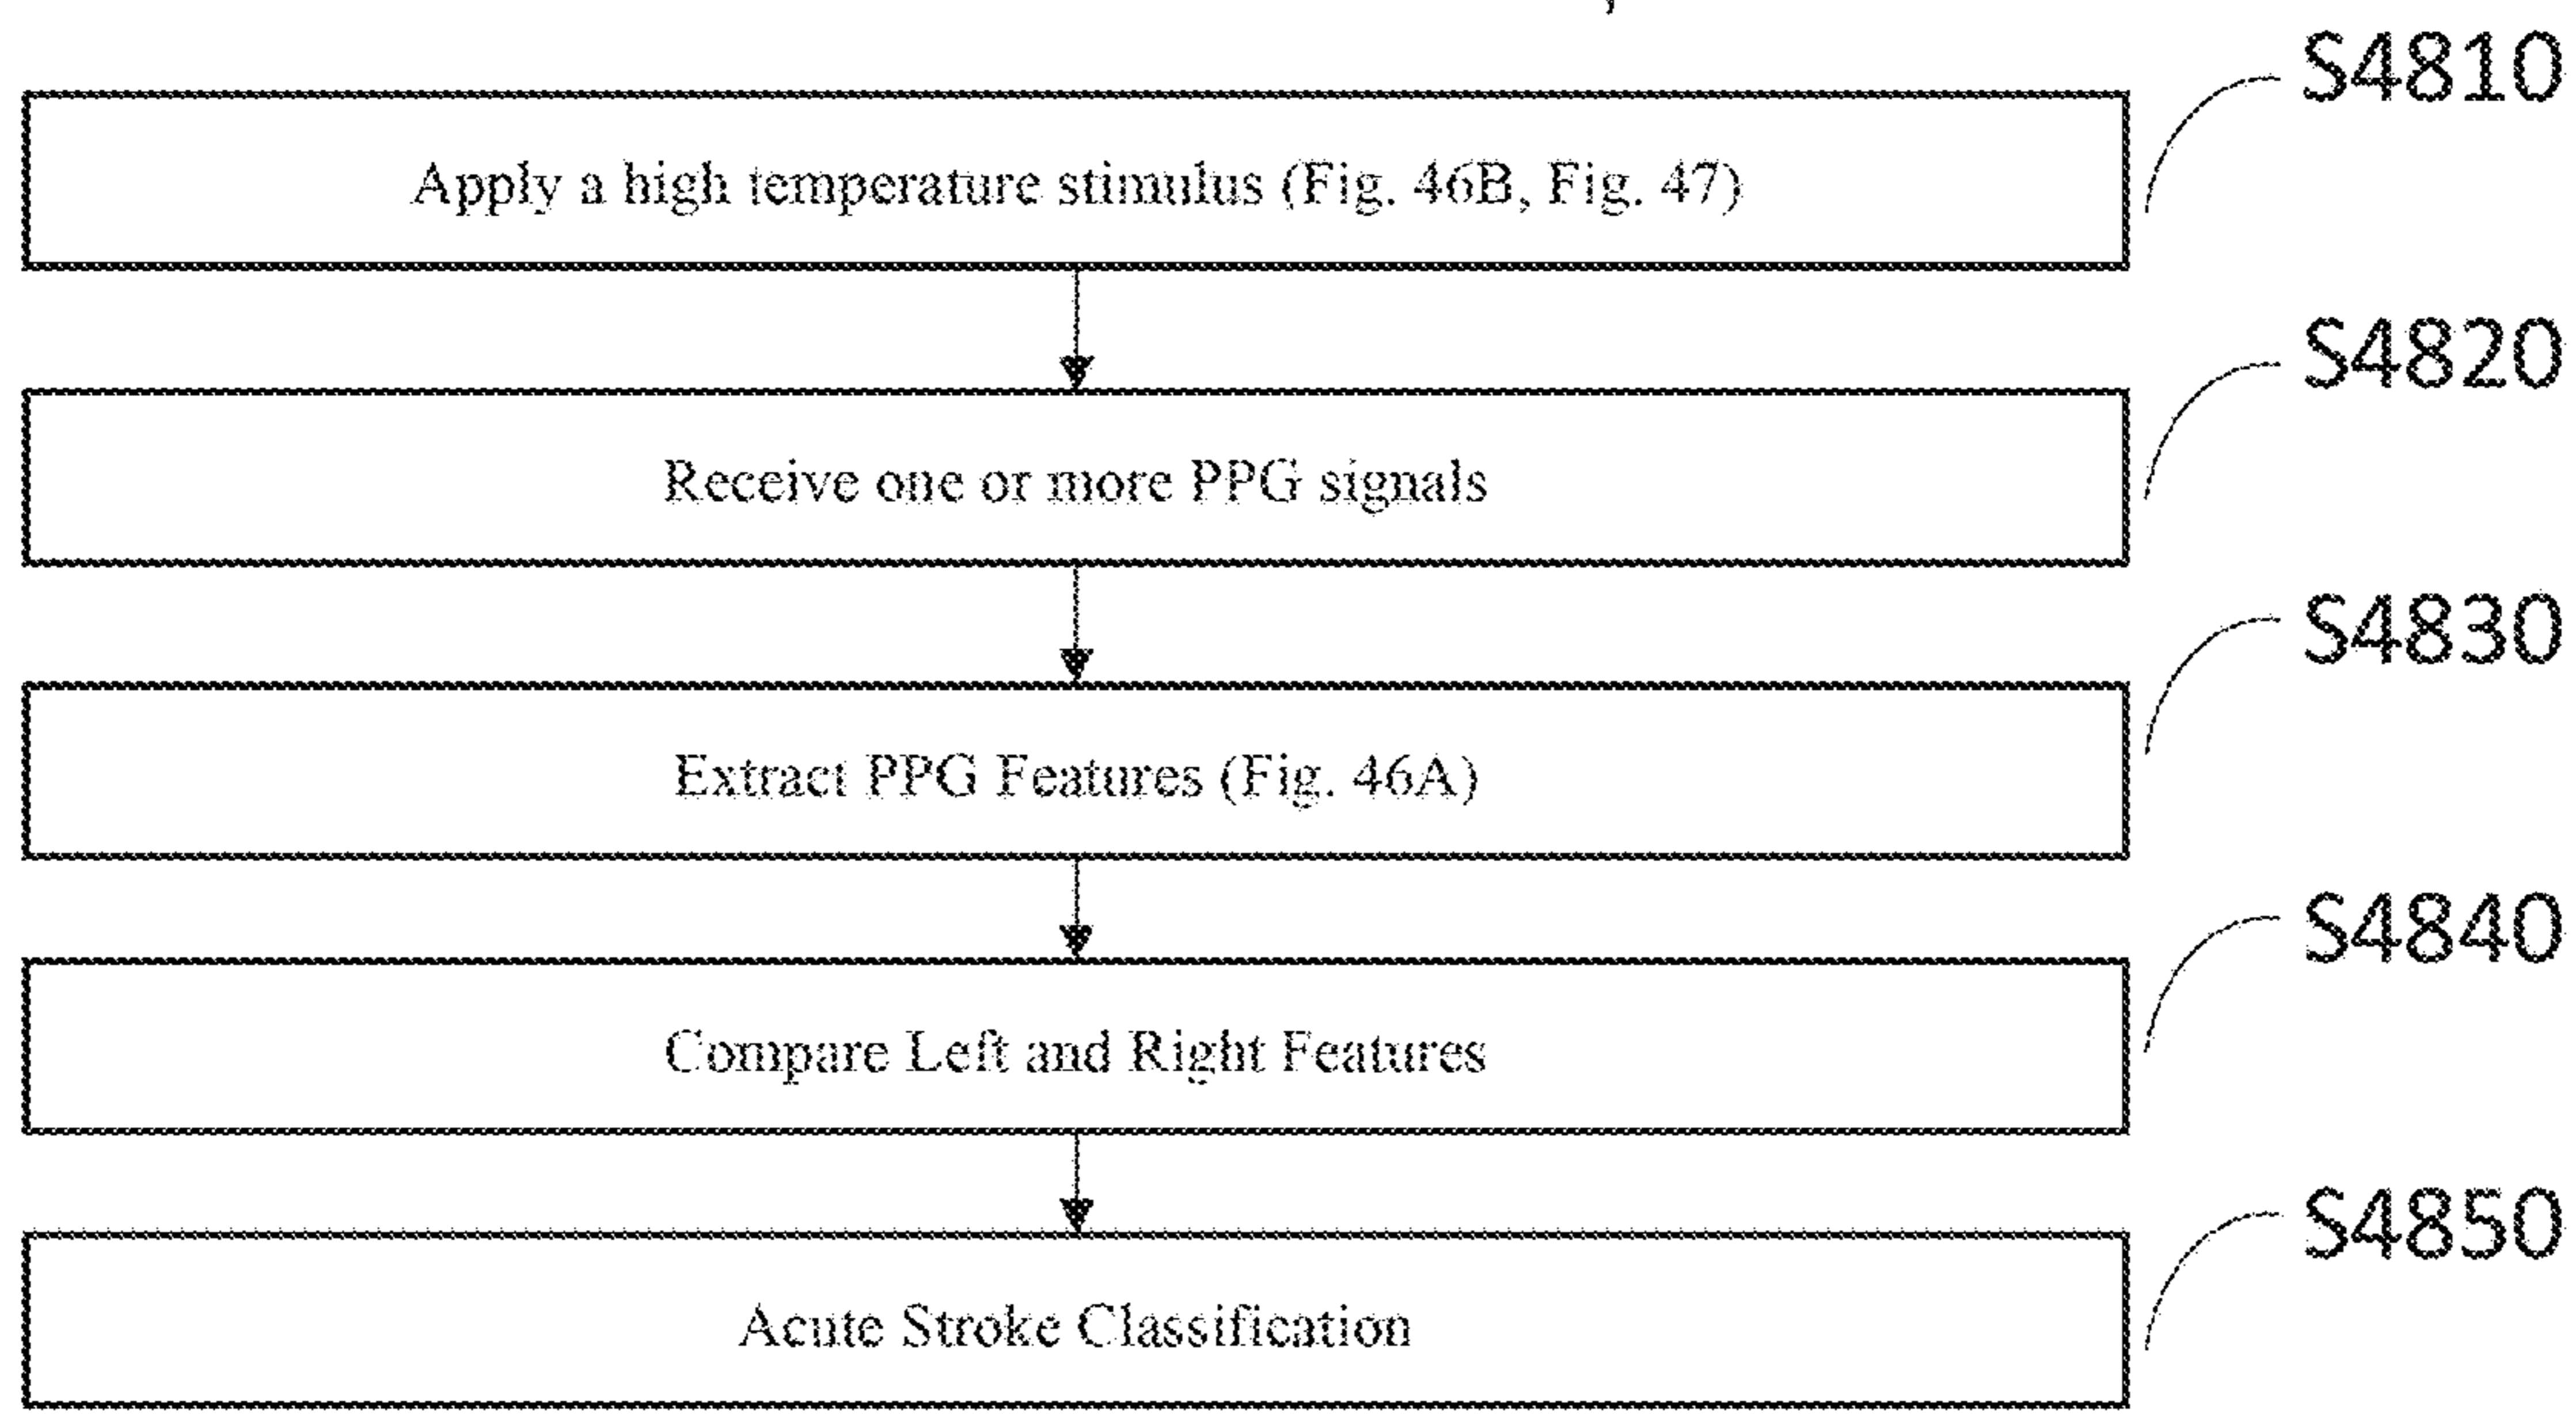 S4810
Apply a high temperature stimulus (Fig. 46B, Fig. 47)
S4820
Receive one or more PPG signals
S4830
Extract PPG Features (Fig. 46A)
S4840
Compare Left and Right Features
S4850
Acute Stroke Classification